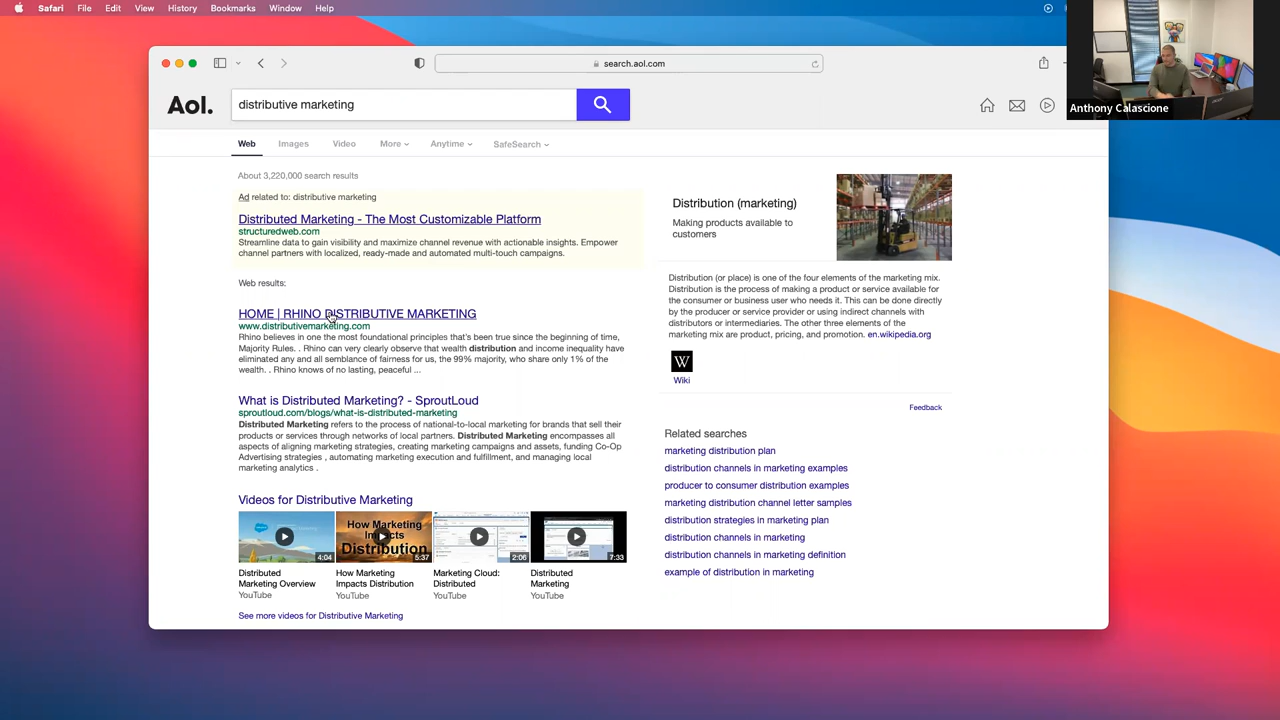 Safari File Edit View History Bookmarks Window Help
search.aol.com
Aol.
distributive marketing
Anthony Calascione
Web Images Video More Anytime SafeSearch
About 3,220,000 search results
Ad related to: distributive marketing
Distributed Marketing - The Most Customizable Platform
structuredweb.com
Streamline data to gain visibility and maximize channel revenue with actionable insights. Empower
channel partners with localized, ready-made and automated multi-touch campaigns.
Web results:
HOME | RHINO DISTRIBUTIVE MARKETING
www.distributivemarketing.com
Rhino believes in one the most foundational principles that's been true since the beginning of time,
Majority Rules. . Rhino can very clearly observe that wealth distribution and income inequality have
eliminated any and all semblance of fairness for us, the 99% majority, who share only 1% of the
wealth. . Rhino knows of no lasting, peaceful ...
What is Distributed Marketing? - SproutLoud
sproutloud.com/blogs/what-is-distributed-marketing
Distributed Marketing refers to the process of national-to-local marketing for brands that sell their
products or services through networks of local partners. Distributed Marketing encompasses all
aspects of aligning marketing strategies, creating marketing campaigns and assets, funding Co-Op
Advertising strategies , automating marketing execution and fulfillment, and managing local
marketing analytics .
Videos for Distributive Marketing
4:04
How Marketing
Impacts
Distribution
5:37
2:06
7:33
Distributed
Marketing Overview
YouTube
How Marketing
Impacts Distribution
YouTube
Marketing Cloud:
Distributed
YouTube
Distributed
Marketing
YouTube
See more videos for Distributive Marketing
Distribution (marketing)
Making products available to
customers
Distribution (or place) is one of the four elements of the marketing mix.
Distribution is the process of making a product or service available for
the consumer or business user who needs it. This can be done directly
by the producer or service provider or using indirect channels with
distributors or intermediaries. The other three elements of the
marketing mix are product, pricing, and promotion. en.wikipedia.org
W
Wiki
Feedback
Related searches
marketing distribution plan
distribution channels in marketing examples
producer to consumer distribution examples
marketing distribution channel letter samples
distribution strategies in marketing plan
distribution channels in marketing
distribution channels in marketing definition
example of distribution in marketing